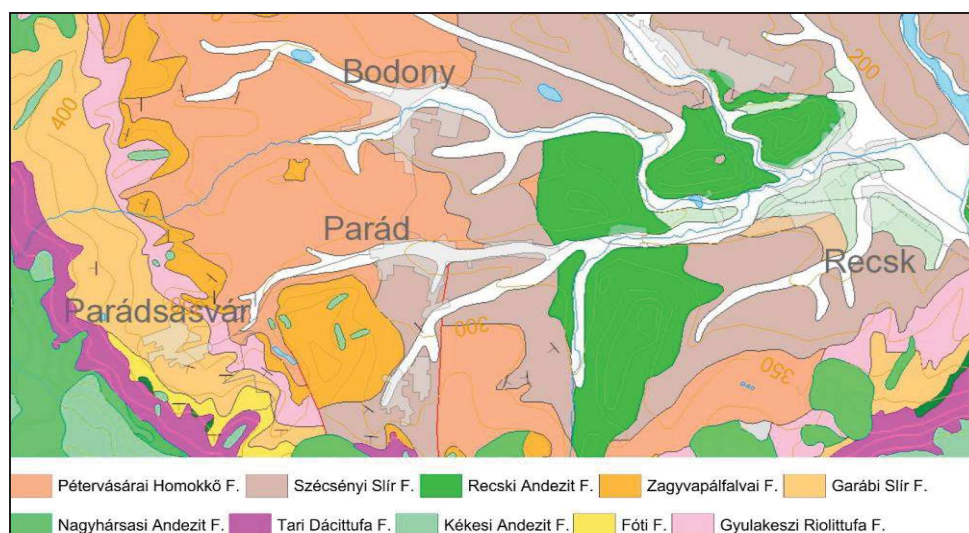 Bodony
400
200
Parád
Recsk
Parádsasvár
300
350
Pétervásárai Homokkő F.
Szécsényi Slír F.
Recski Andezit F.
Zagyvapálfalvai F.
Garábi Slír F.
Nagyhársasi Andezit F.
Tari Dácittufa F.
Kékesi Andezit F.
Fóti F.
Gyulakeszi Riolittufa F.